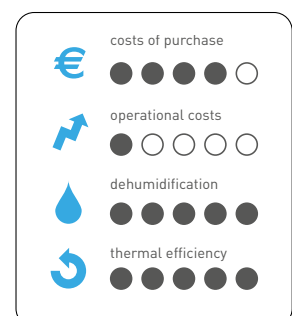 costs of purchase
€
operational costs
dehumidification
thermal efficiency